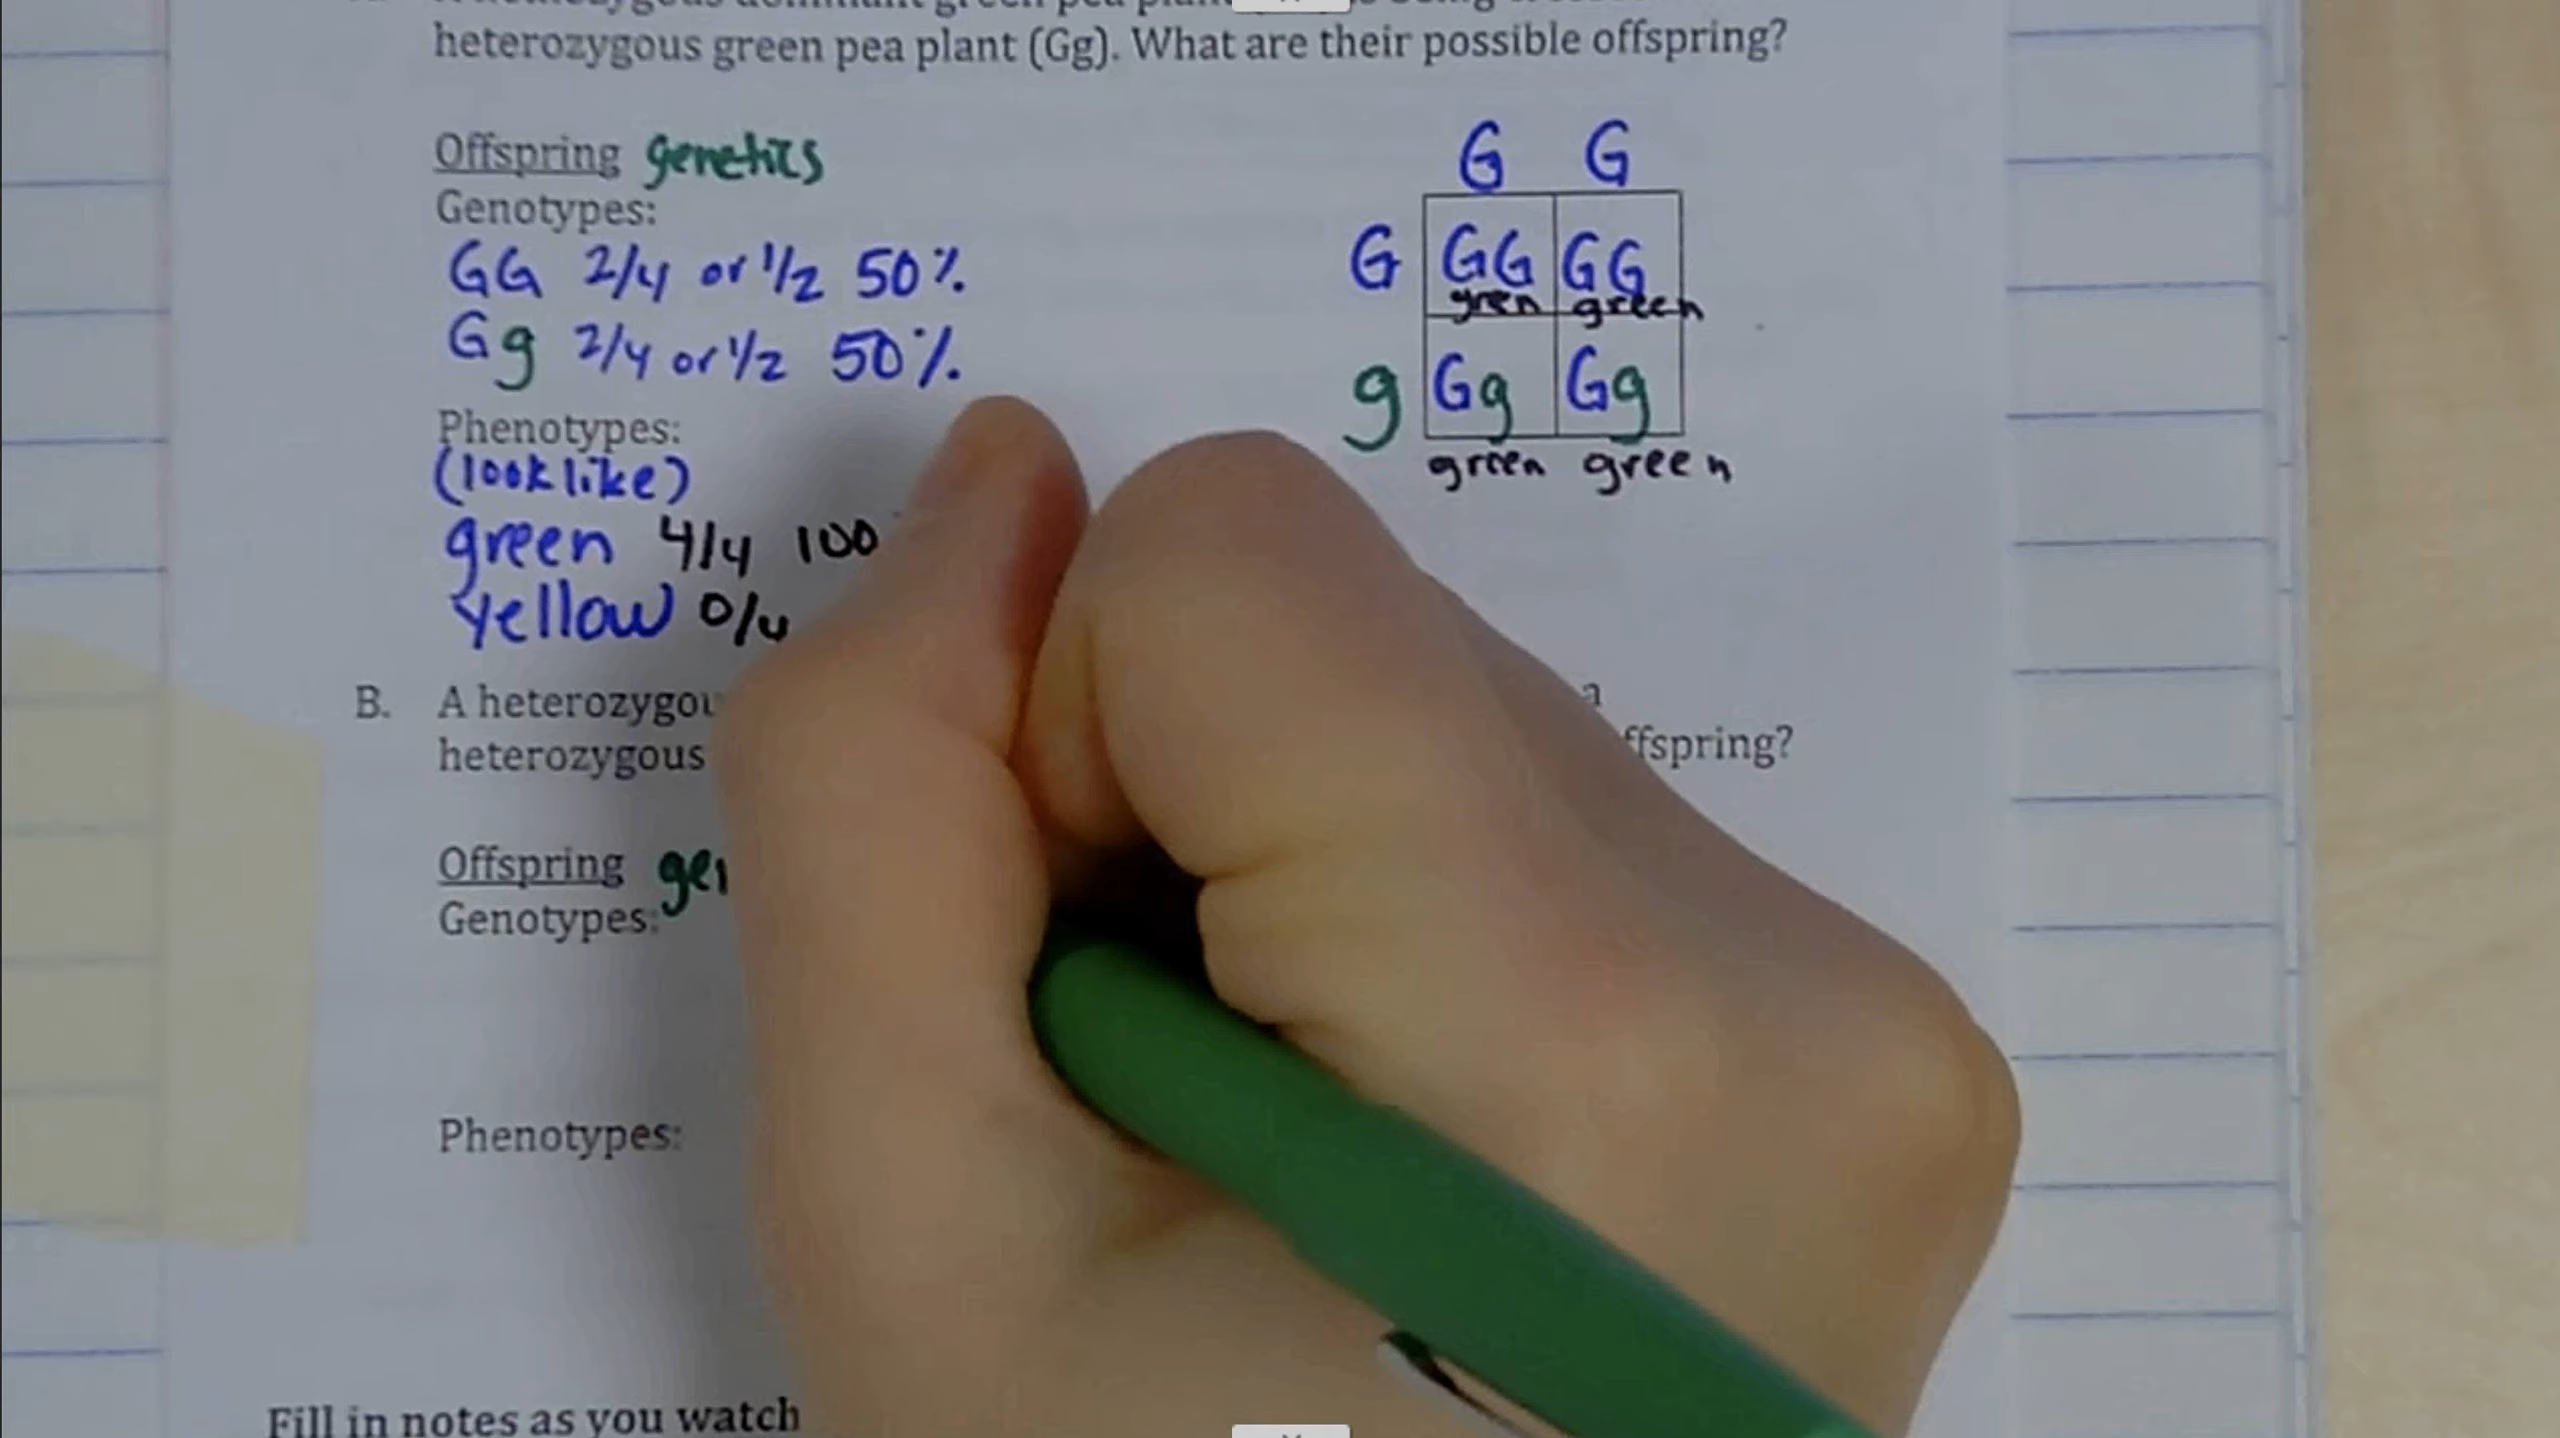 heterozygous green pea plant (Gg). What are their possible offspring?
Offspring genetics
Genotypes:
GG 2/4 or 1/2 50%
Gg 2/4 or 1/2 50%
Phenotypes:
(look like)
green 4/4 100
yellow 0/4
G G
G GG GG
green green
g Gg Gg
green green
B. A heterozygou a
heterozygous ffspring?
Offspring gen
Genotypes:
Phenotypes:
Fill in notes as you watch